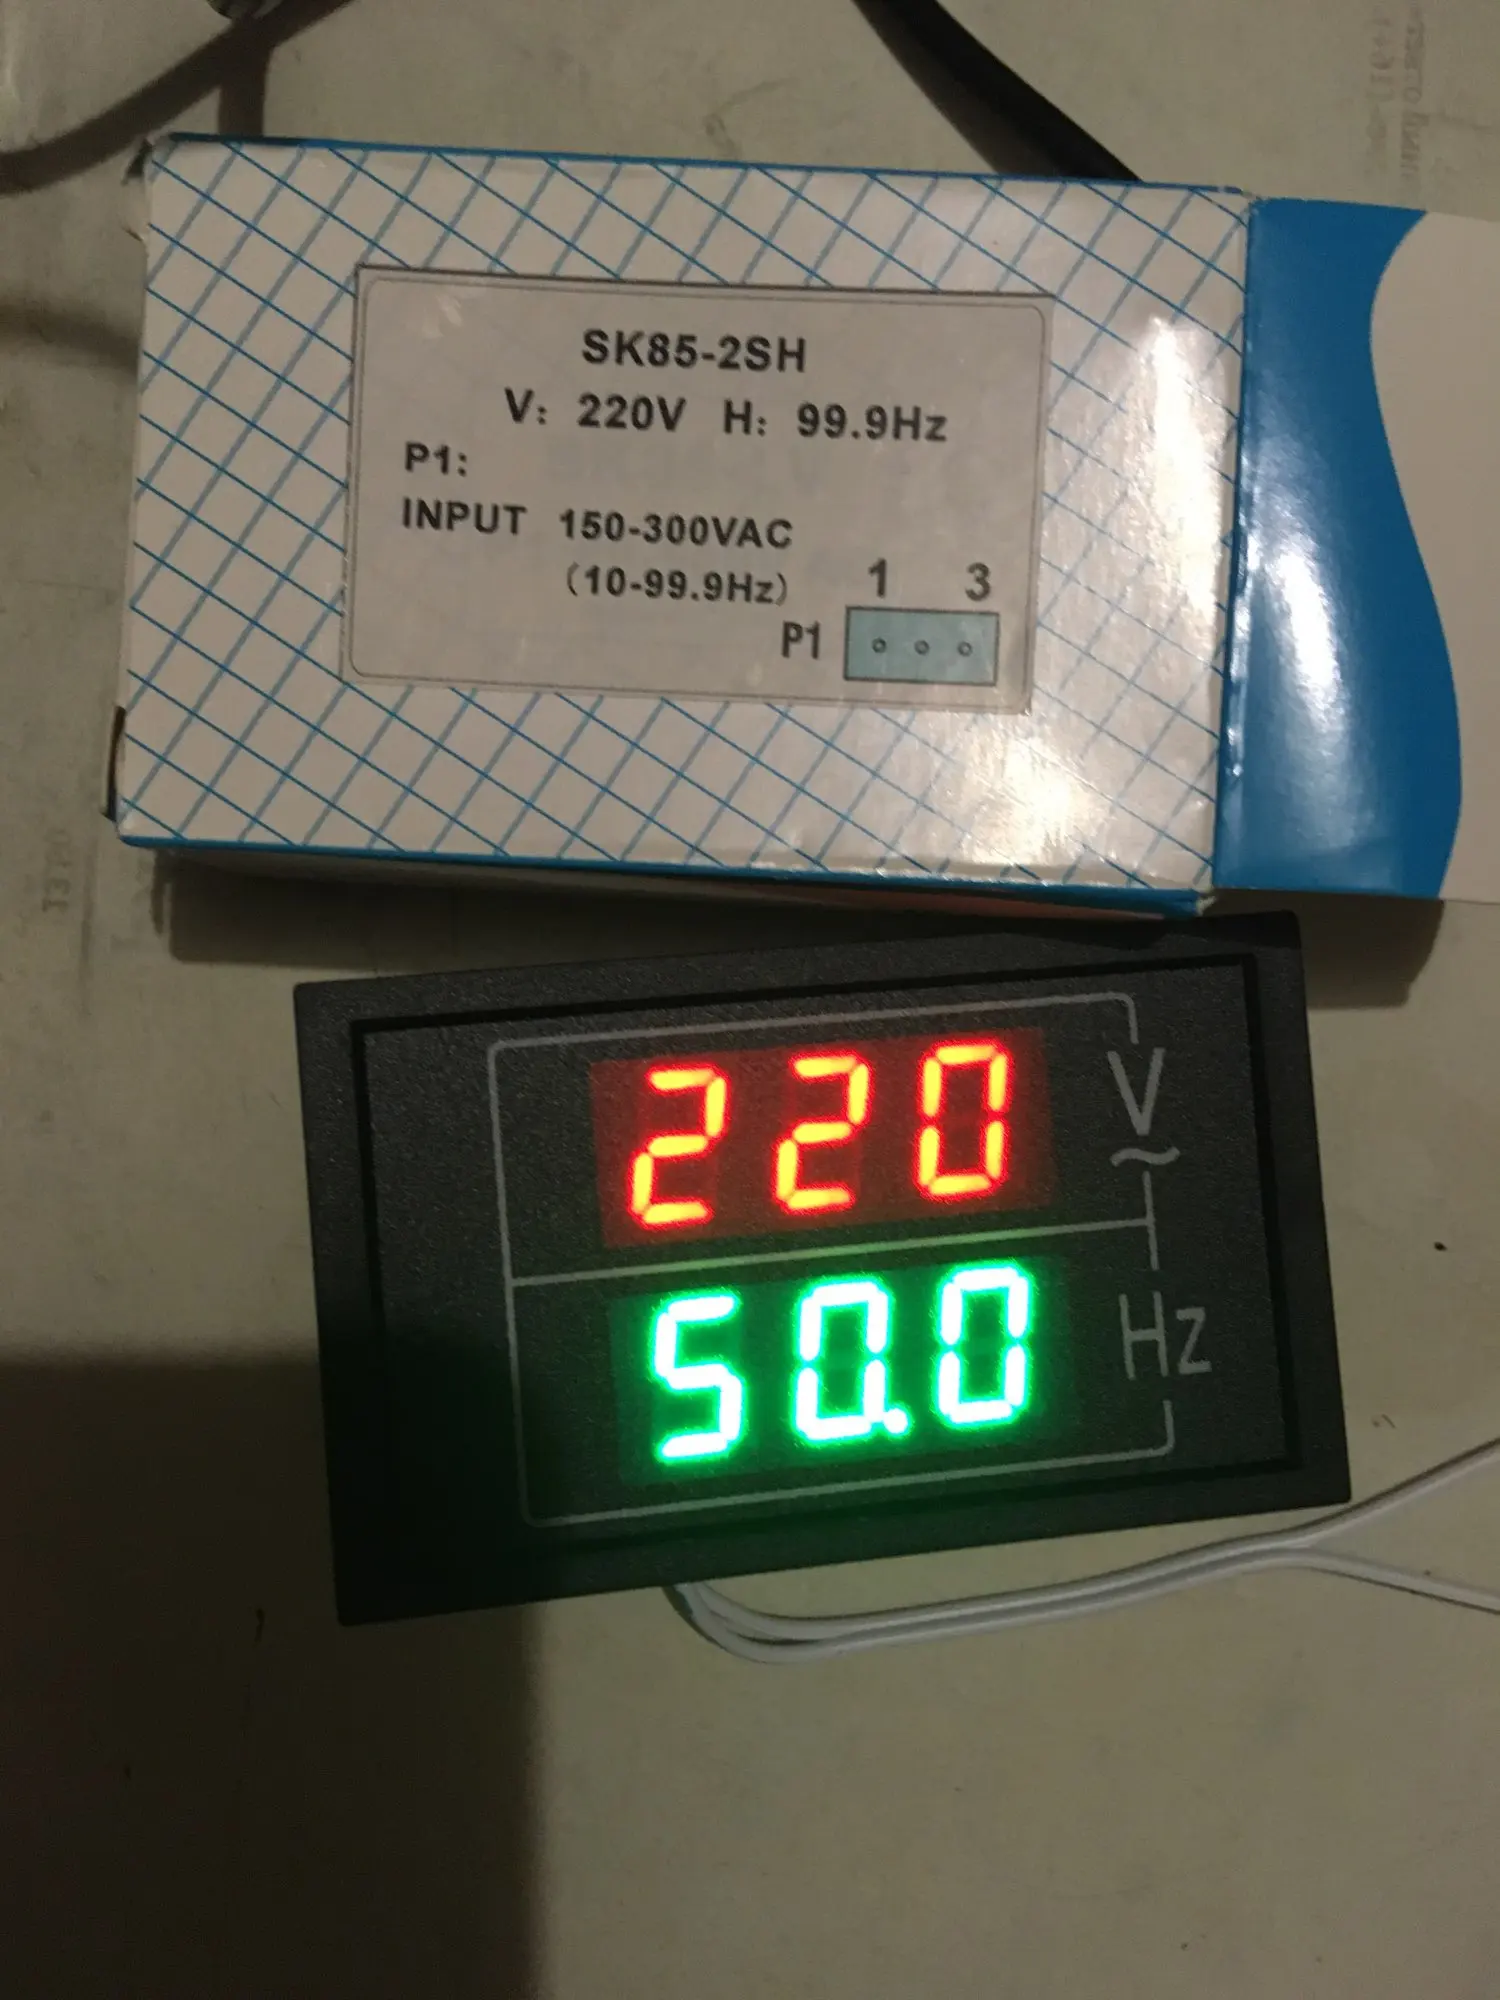 SK85-2SH
V: 220V H: 99.9Hz
P1:
INPUT 150-300VAC
(10-99.9Hz)
1 3
P1
220 V
~
50.0 Hz